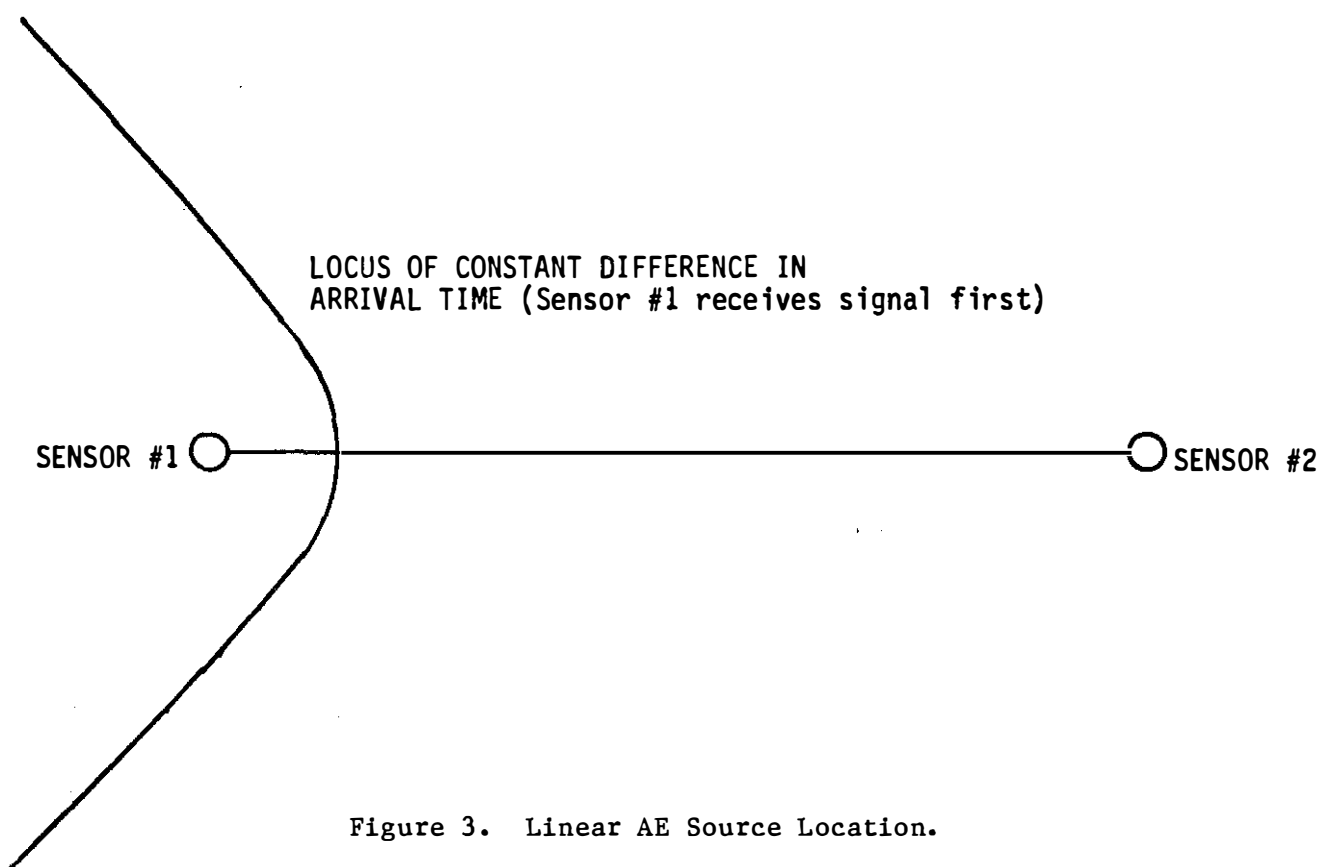 LOCUS OF CONSTANT DIFFERENCE IN
ARRIVAL TIME (Sensor #1 receives signal first)
SENSOR #1
SENSOR #2
Figure 3. Linear AE Source Location.